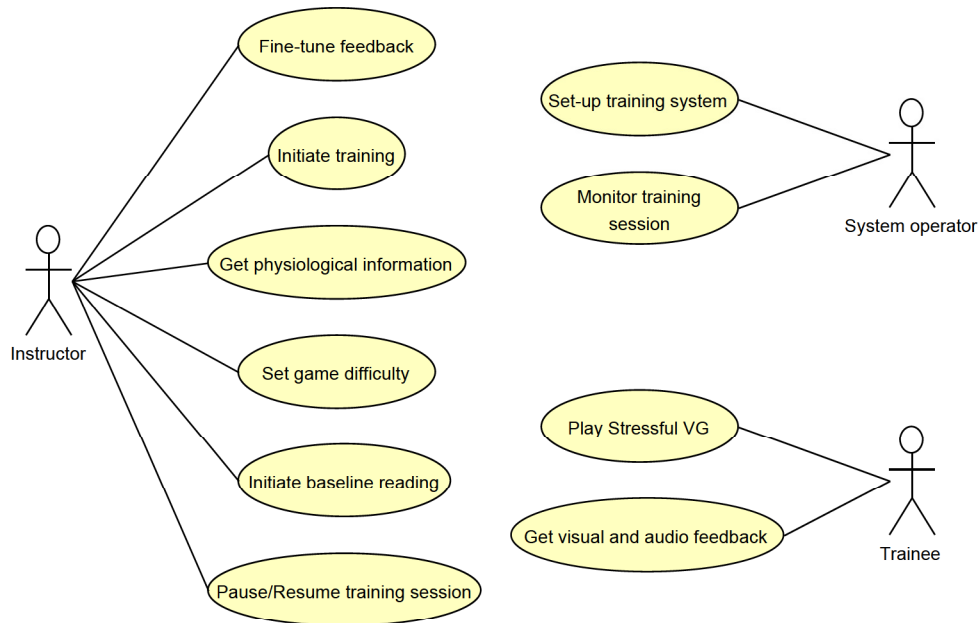 Fine-tune feedback
Initiate training
Get physiological information
Instructor
Set game difficulty
Initiate baseline reading
Pause/Resume training session
Set-up training system
Monitor training
session
System operator
Play Stressful VG
Get visual and audio feedback
Trainee